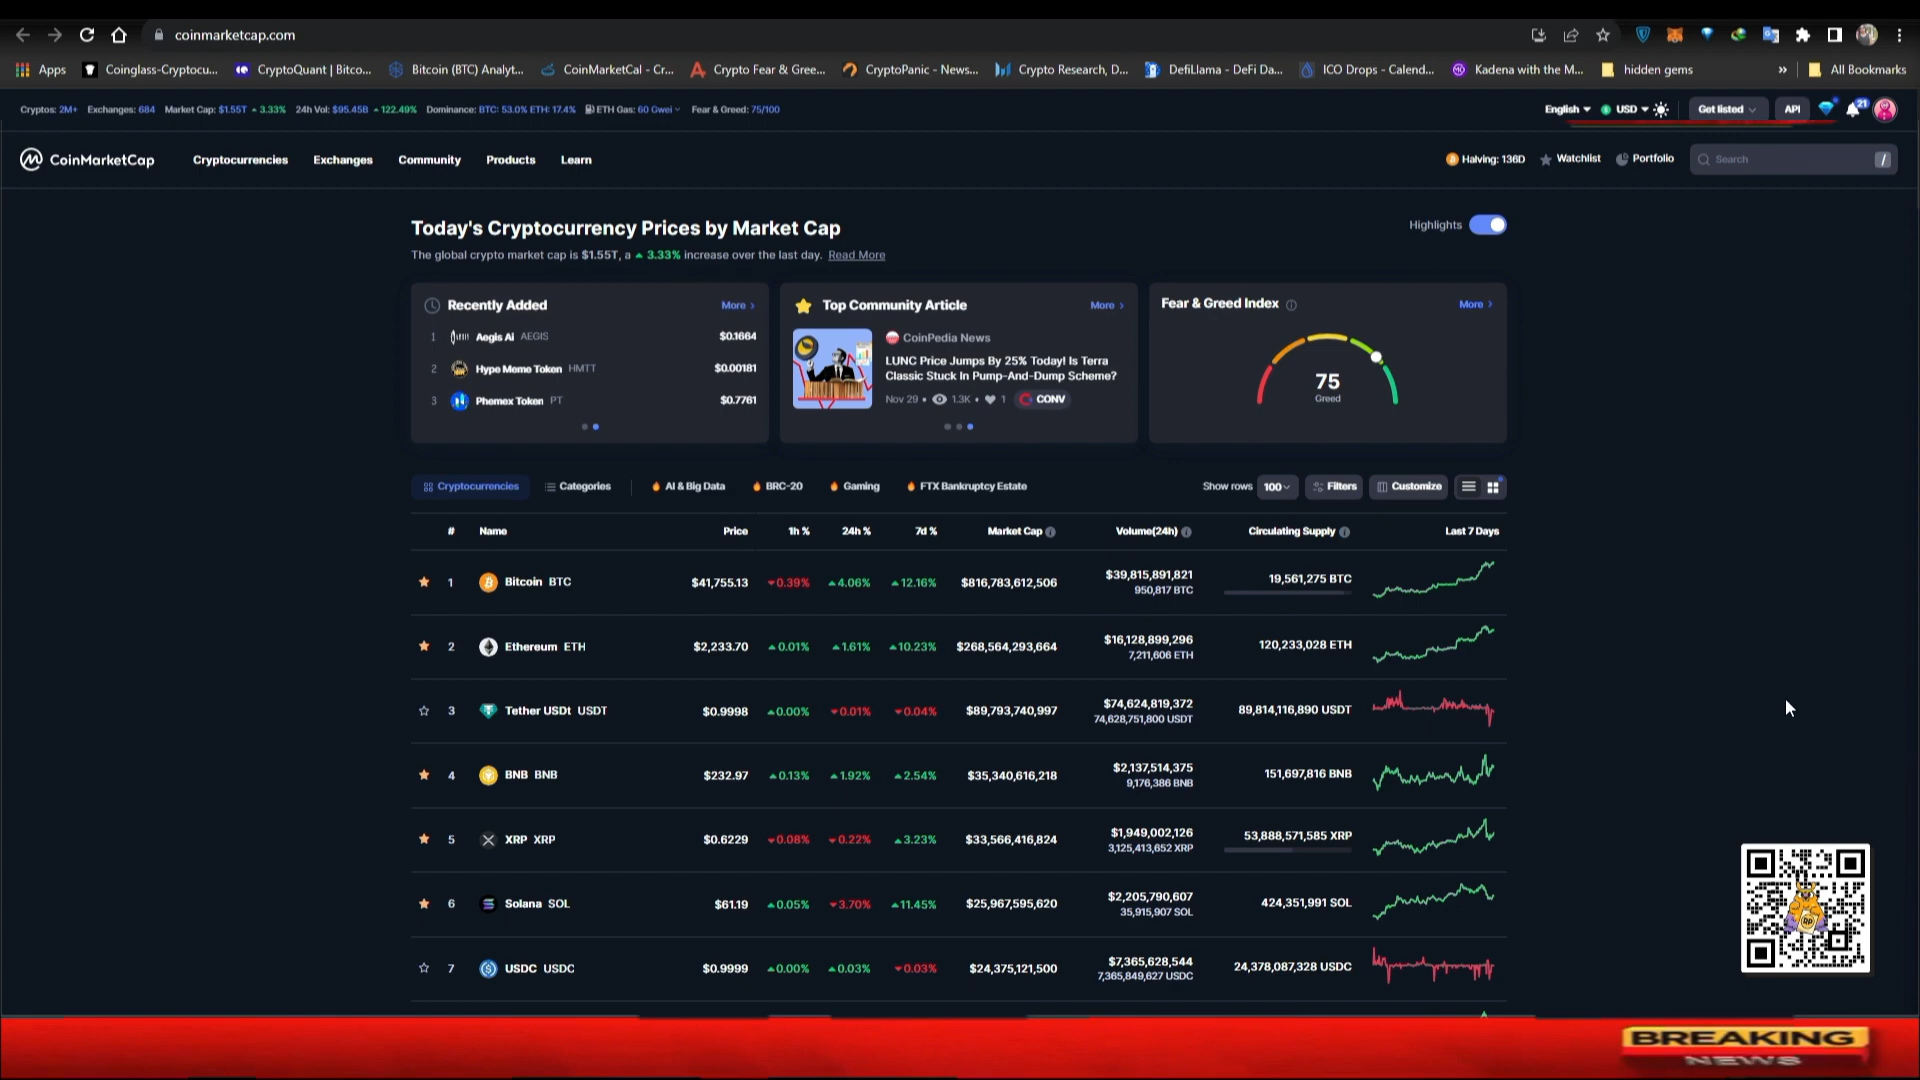 coinmarketcap.com
Apps Coinglass-Cryptocu... CryptoQuant | Bitco... Bitcoin (BTC) Analyt... CoinMarketCal - Cr... Crypto Fear & Gree... CryptoPanic - News... Crypto Research, D... DefiLlama - DeFi Da... ICO Drops - Calend... Kadena with the M... hidden gems » All Bookmarks
Cryptos: 2M+ Exchanges: 684 Market Cap: $1.55T 3.33% 24h Vol: $95.45B 122.49% Dominance: BTC: 53.0% ETH: 17.4% ETH Gas: 60 Gwei Fear & Greed: 75/100 English USD Get listed API 21
CoinMarketCap Cryptocurrencies Exchanges Community Products Learn Halving: 136D Watchlist Portfolio Search /
Today's Cryptocurrency Prices by Market Cap Highlights
The global crypto market cap is $1.55T, a 3.33% increase over the last day. Read More
Recently Added More >
1 Aegis Ai AEGIS $0.1664
2 Hype Meme Token HMTT $0.00181
3 Phemex Token PT $0.7761
Top Community Article More >
CoinPedia News
LUNC Price Jumps By 25% Today! Is Terra
Classic Stuck In Pump-And-Dump Scheme?
Nov 29 • 1.3K • 1 CONV
Fear & Greed Index More >
75
Greed
Cryptocurrencies Categories AI & Big Data BRC-20 Gaming FTX Bankruptcy Estate Show rows 100 Filters Customize
# Name Price 1h % 24h % 7d % Market Cap Volume(24h) Circulating Supply Last 7 Days
1 Bitcoin BTC $41,755.13 0.39% 4.06% 12.16% $816,783,612,506 $39,815,891,821 19,561,275 BTC
950,817 BTC
2 Ethereum ETH $2,233.70 0.01% 1.61% 10.23% $268,564,293,664 $16,128,899,296 120,233,028 ETH
7,211,606 ETH
3 Tether USDt USDT $0.9998 0.00% 0.01% 0.04% $89,793,740,997 $74,624,819,372 89,814,116,890 USDT
74,628,751,800 USDT
4 BNB BNB $232.97 0.13% 1.92% 2.54% $35,340,616,218 $2,137,514,375 151,697,816 BNB
9,176,386 BNB
5 XRP XRP $0.6229 0.08% 0.22% 3.23% $33,566,416,824 $1,949,002,126 53,888,571,585 XRP
3,125,413,652 XRP
6 Solana SOL $61.19 0.05% 3.70% 11.45% $25,967,595,620 $2,205,790,607 424,351,991 SOL
35,915,907 SOL
7 USDC USDC $0.9999 0.00% 0.03% 0.03% $24,375,121,500 $7,365,628,544 24,378,087,328 USDC
7,365,849,627 USDC
BREAKING
NEWS